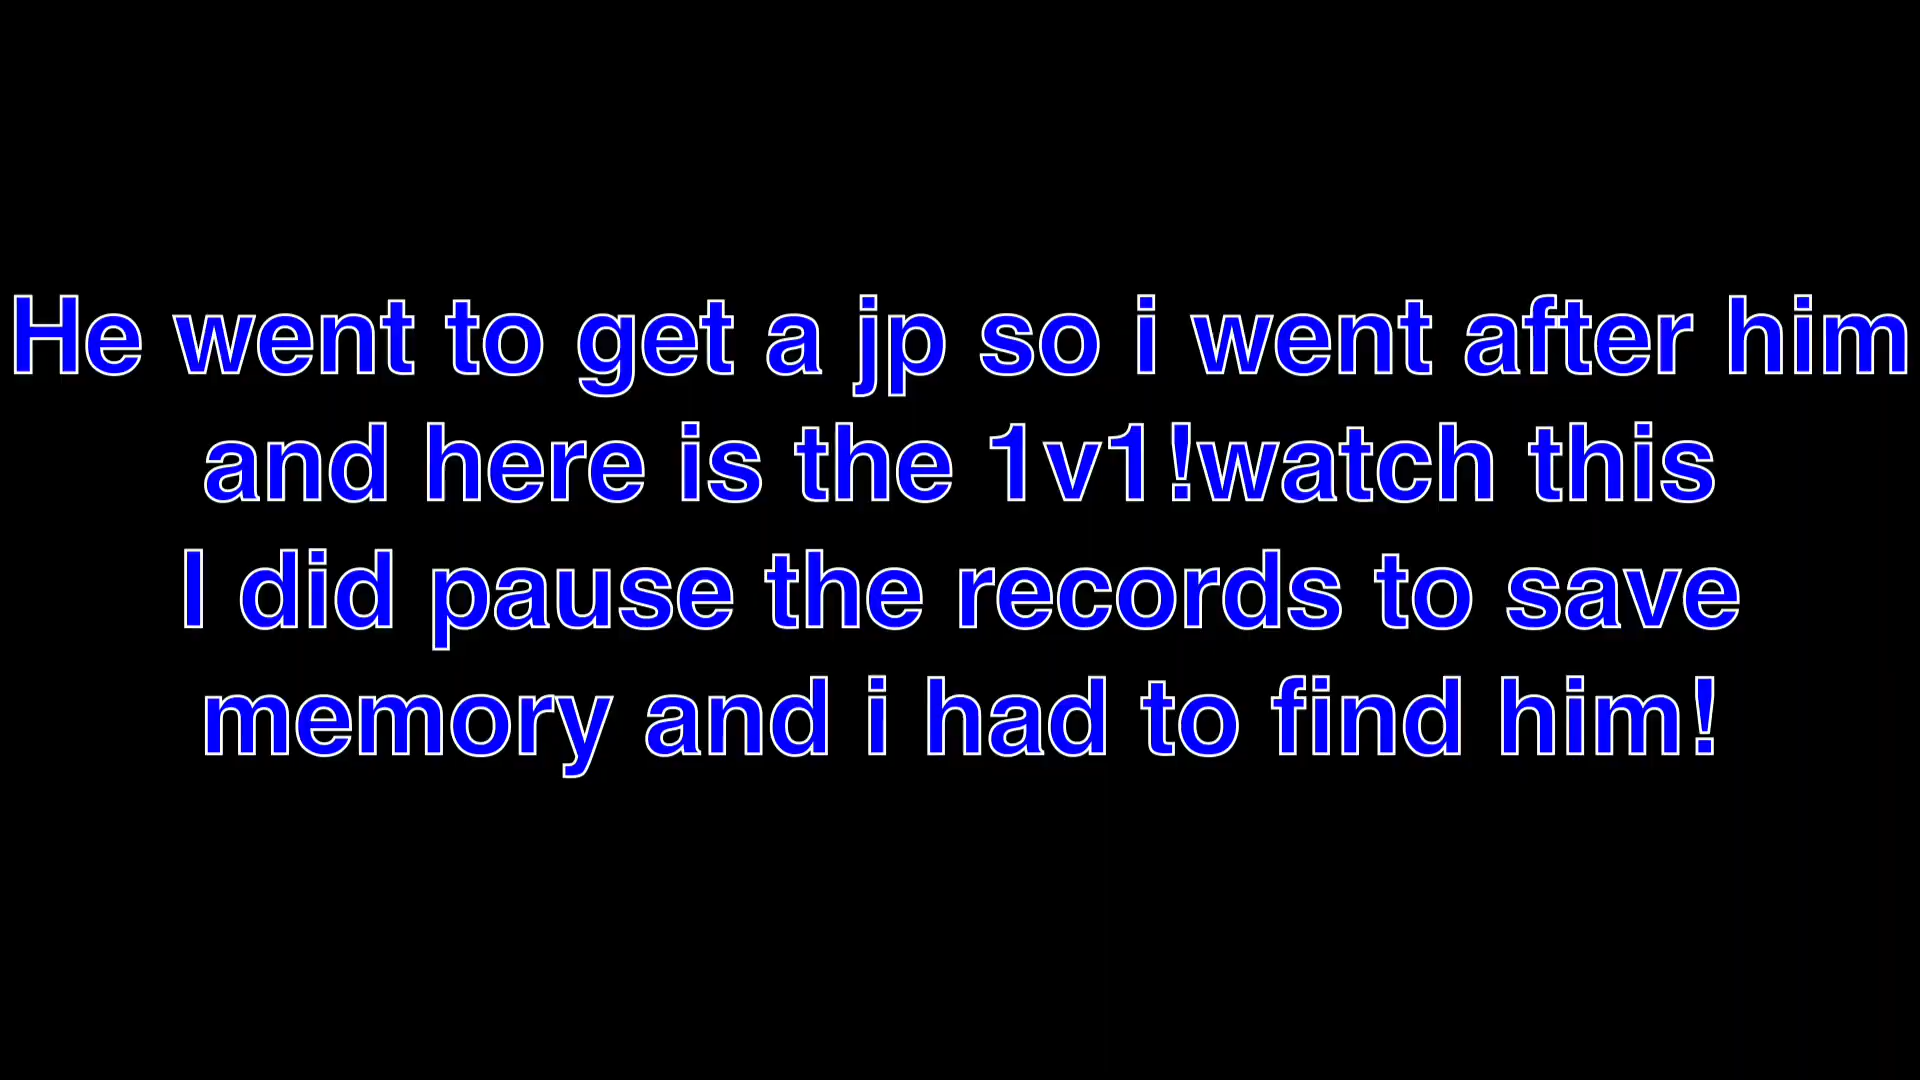 He went to get a jp so i went after him
and here is the 1v1!watch this
I did pause the records to save
memory and i had to find him!